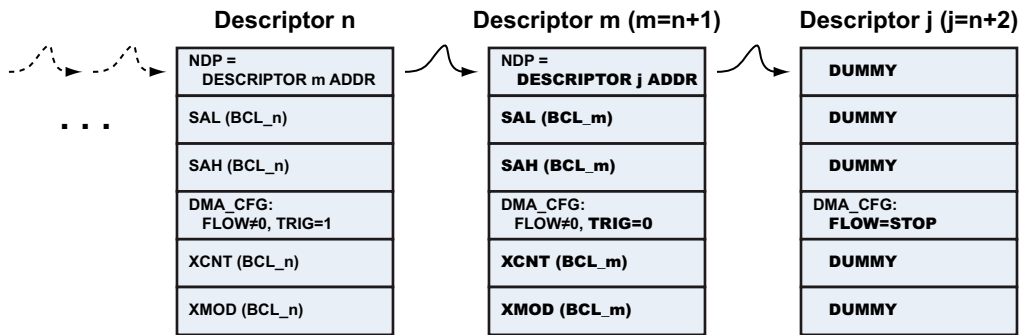 Descriptor n
NDP =
DESCRIPTOR m ADDR
SAL (BCL_n)
SAH (BCL_n)
DMA_CFG:
FLOW≠0, TRIG=1
XCNT (BCL_n)
XMOD (BCL_n)
. . .
Descriptor m (m=n+1)
NDP =
DESCRIPTOR j ADDR
SAL (BCL_m)
SAH (BCL_m)
DMA_CFG:
FLOW≠0, TRIG=0
XCNT (BCL_m)
XMOD (BCL_m)
Descriptor j (j=n+2)
DUMMY
DUMMY
DUMMY
DMA_CFG:
FLOW=STOP
DUMMY
DUMMY